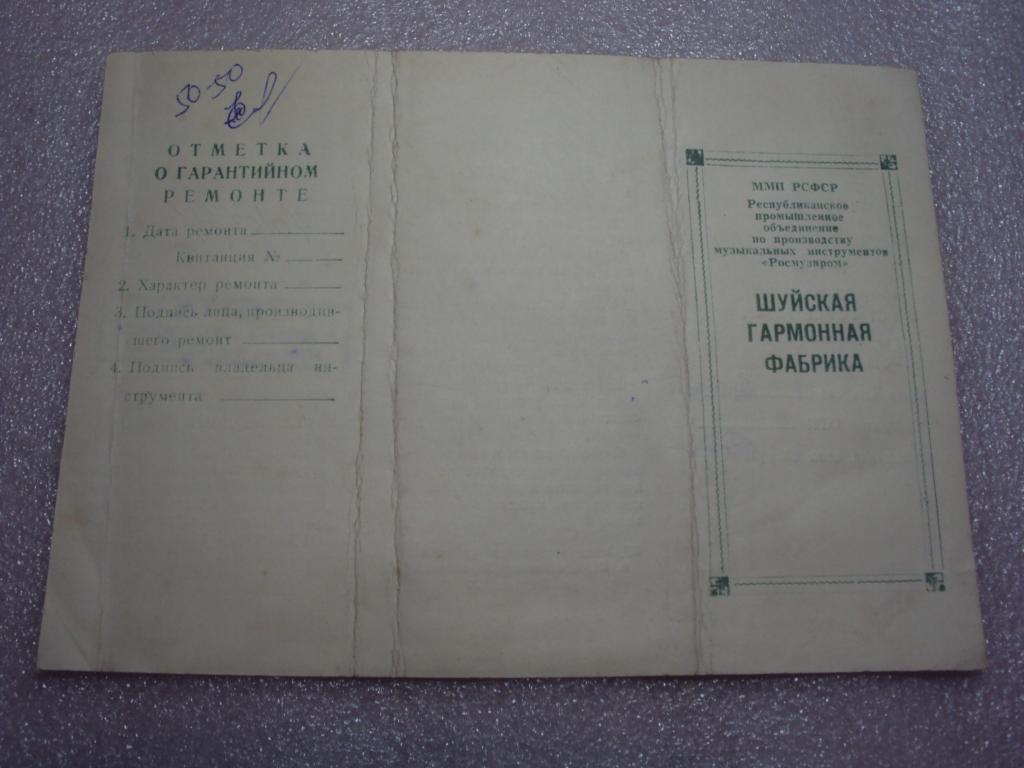 50-50
ОТМЕТКА
О ГАРАНТИЙНОМ
РЕМОНТЕ
1. Дата ремонта
Квитанция №
2. Характер ремонта
3. Подпись лица, производив-
шего ремонт
4. Подпись владельца ин-
струмента
ММП РСФСР
Республиканское
промышленное
объединение
по производству
музыкальных инструментов
«Росмузпром»
ШУЙСКАЯ
ГАРМОННАЯ
ФАБРИКА